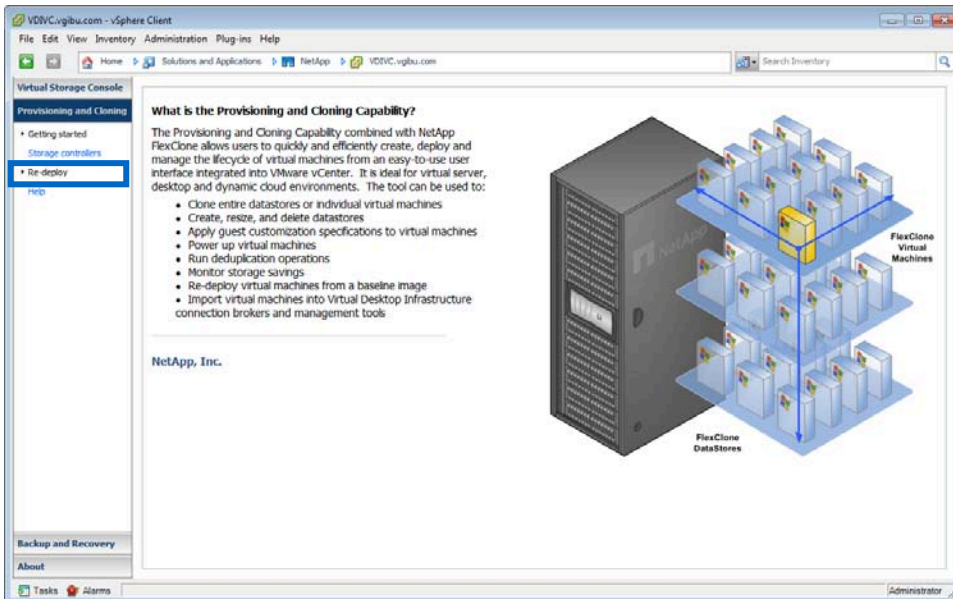 VDIVC.vgibu.com - vSphere Client
File Edit View Inventory Administration Plug-ins Help
Home Solutions and Applications NetApp VDIVC.vgibu.com Search Inventory
Virtual Storage Console
Provisioning and Cloning
Getting started
Storage controllers
Re-deploy
Help
What is the Provisioning and Cloning Capability?
The Provisioning and Cloning Capability combined with NetApp
FlexClone allows users to quickly and efficiently create, deploy and
manage the lifecycle of virtual machines from an easy-to-use user
interface integrated into VMware vCenter. It is ideal for virtual server,
desktop and dynamic cloud environments. The tool can be used to:
• Clone entire datastores or individual virtual machines
• Create, resize, and delete datastores
• Apply guest customization specifications to virtual machines
• Power up virtual machines
• Run deduplication operations
• Monitor storage savings
• Re-deploy virtual machines from a baseline image
• Import virtual machines into Virtual Desktop Infrastructure
connection brokers and management tools
NetApp, Inc.
NetApp
FlexClone
Virtual
Machines
FlexClone
DataStores
Backup and Recovery
About
Tasks Alarms Administrator